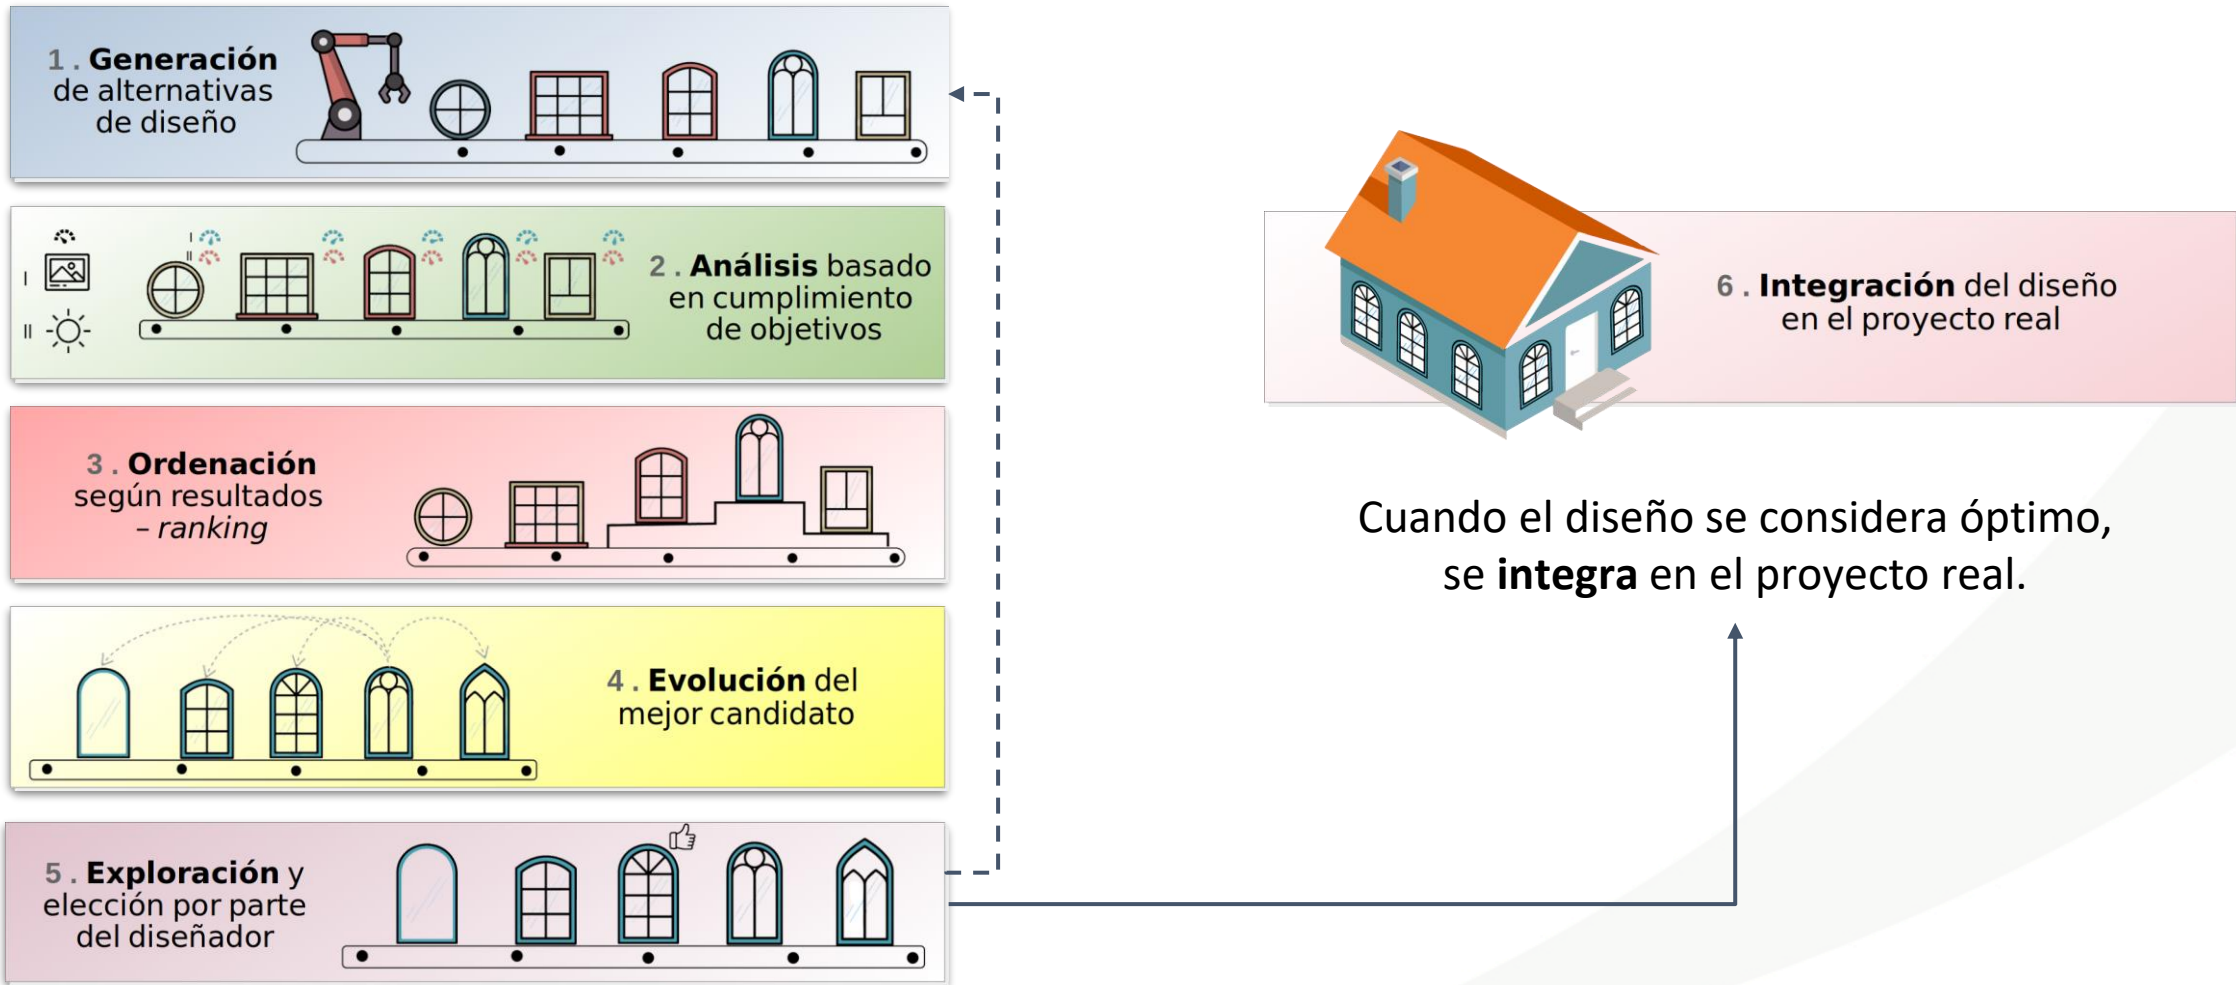 1 . Generación
de alternativas
de diseño
I
II
I
II
2 . Análisis basado
en cumplimiento
de objetivos
3 . Ordenación
según resultados
– ranking
4 . Evolución del
mejor candidato
5 . Exploración y
elección por parte
del diseñador
6 . Integración del diseño
en el proyecto real
Cuando el diseño se considera óptimo,
se integra en el proyecto real.